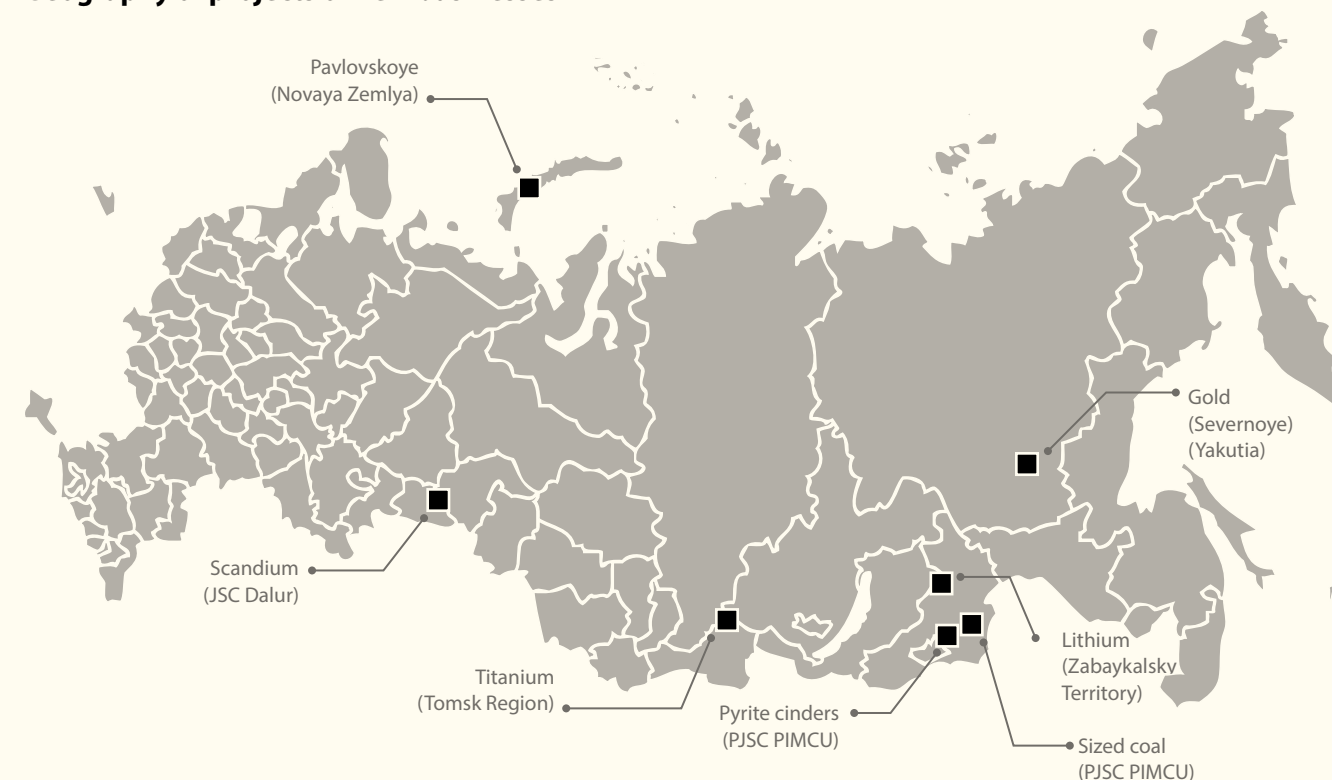 Pavlovskoye
(Novaya Zemlya)
Gold
(Severnoye)
(Yakutia)
Scandium
(JSC Dalur)
Lithium
(Zabaykalsky
Territory)
Titanium
(Tomsk Region)
Pyrite cinders
(PJSC PIMCU)
Sized coal
(PJSC PIMCU)